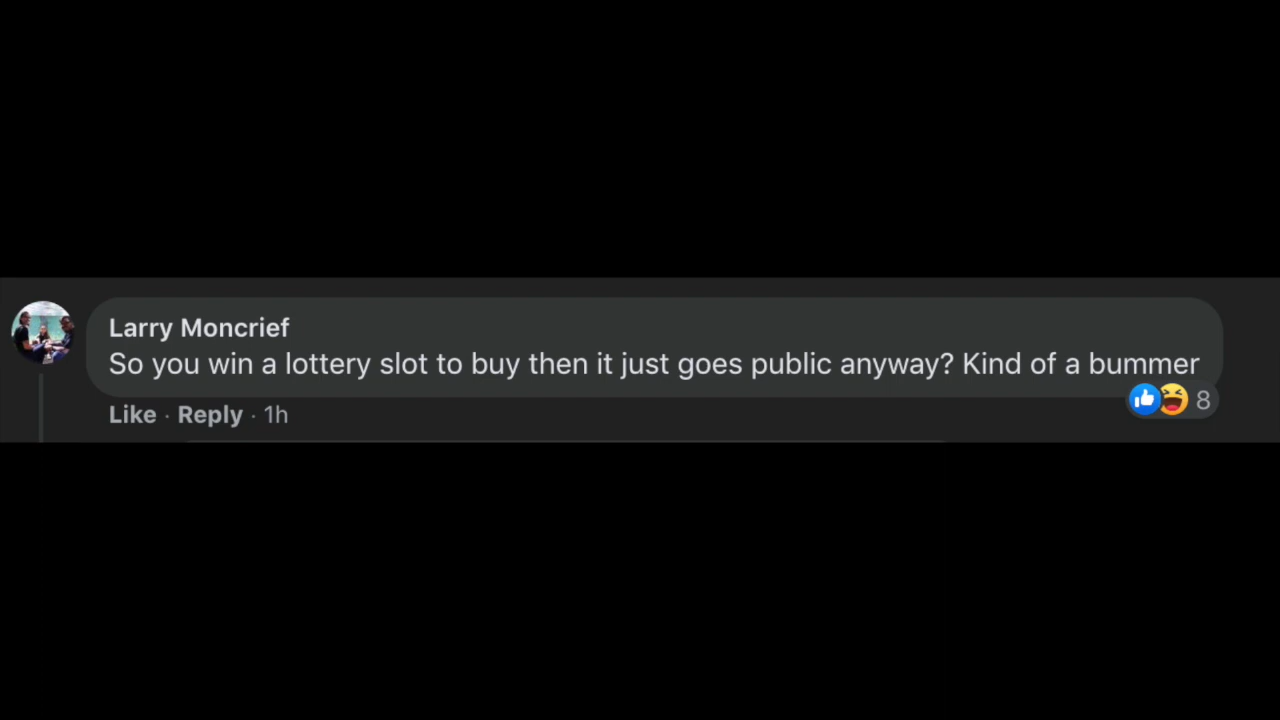 Larry Moncrief
So you win a lottery slot to buy then it just goes public anyway? Kind of a bummer
Like · Reply · 1h
8